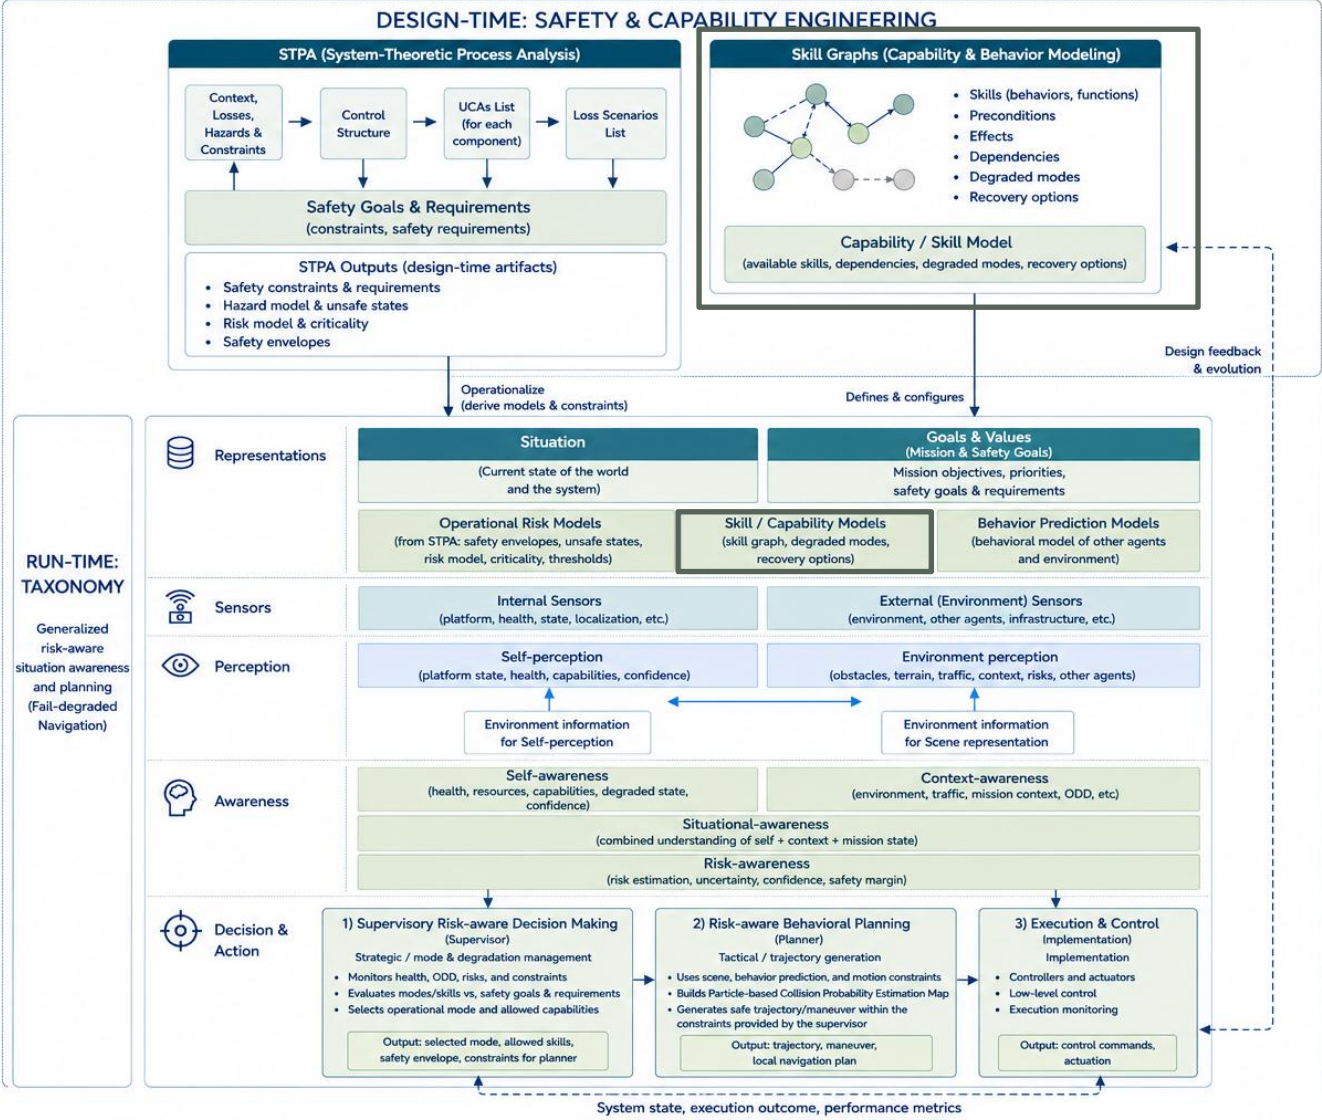 DESIGN-TIME: SAFETY & CAPABILITY ENGINEERING
STPA (System-Theoretic Process Analysis)
Context,
Losses,
Hazards &
Constraints
Control
Structure
UCAs List
(for each
component)
Loss Scenarios
List
Safety Goals & Requirements
(constraints, safety requirements)
STPA Outputs (design-time artifacts)
• Safety constraints & requirements
• Hazard model & unsafe states
• Risk model & criticality
• Safety envelopes
Skill Graphs (Capability & Behavior Modeling)
• Skills (behaviors, functions)
• Preconditions
• Effects
• Dependencies
• Degraded modes
• Recovery options
Capability / Skill Model
(available skills, dependencies, degraded modes, recovery options)
Design feedback
& evolution
Operationalize
(derive models & constraints)
Defines & configures
RUN-TIME:
TAXONOMY
Generalized
risk-aware
situation awareness
and planning
(Fail-degraded
Navigation)
Representations
Situation
(Current state of the world
and the system)
Goals & Values
(Mission & Safety Goals)
Mission objectives, priorities,
safety goals & requirements
Operational Risk Models
(from STPA: safety envelopes, unsafe states,
risk model, criticality, thresholds)
Skill / Capability Models
(skill graph, degraded modes,
recovery options)
Behavior Prediction Models
(behavioral model of other agents
and environment)
Sensors
Internal Sensors
(platform, health, state, localization, etc.)
External (Environment) Sensors
(environment, other agents, infrastructure, etc.)
Perception
Self-perception
(platform state, health, capabilities, confidence)
Environment perception
(obstacles, terrain, traffic, context, risks, other agents)
Environment information
for Self-perception
Environment information
for Scene representation
Awareness
Self-awareness
(health, resources, capabilities, degraded state,
confidence)
Context-awareness
(environment, traffic, mission context, ODD, etc)
Situational-awareness
(combined understanding of self + context + mission state)
Risk-awareness
(risk estimation, uncertainty, confidence, safety margin)
Decision &
Action
1) Supervisory Risk-aware Decision Making
(Supervisor)
Strategic / mode & degradation management
• Monitors health, ODD, risks, and constraints
• Evaluates modes/skills vs, safety goals & requirements
• Selects operational mode and allowed capabilities
Output: selected mode, allowed skills,
safety envelope, constraints for planner
2) Risk-aware Behavioral Planning
(Planner)
Tactical / trajectory generation
• Uses scene, behavior prediction, and motion constraints
• Builds Particle-based Collision Probability Estimation Map
• Generates safe trajectory/maneuver within the
constraints provided by the supervisor
Output: trajectory, maneuver,
local navigation plan
3) Execution & Control
(Implementation)
Implementation
• Controllers and actuators
• Low-level control
• Execution monitoring
Output: control commands,
actuation
System state, execution outcome, performance metrics